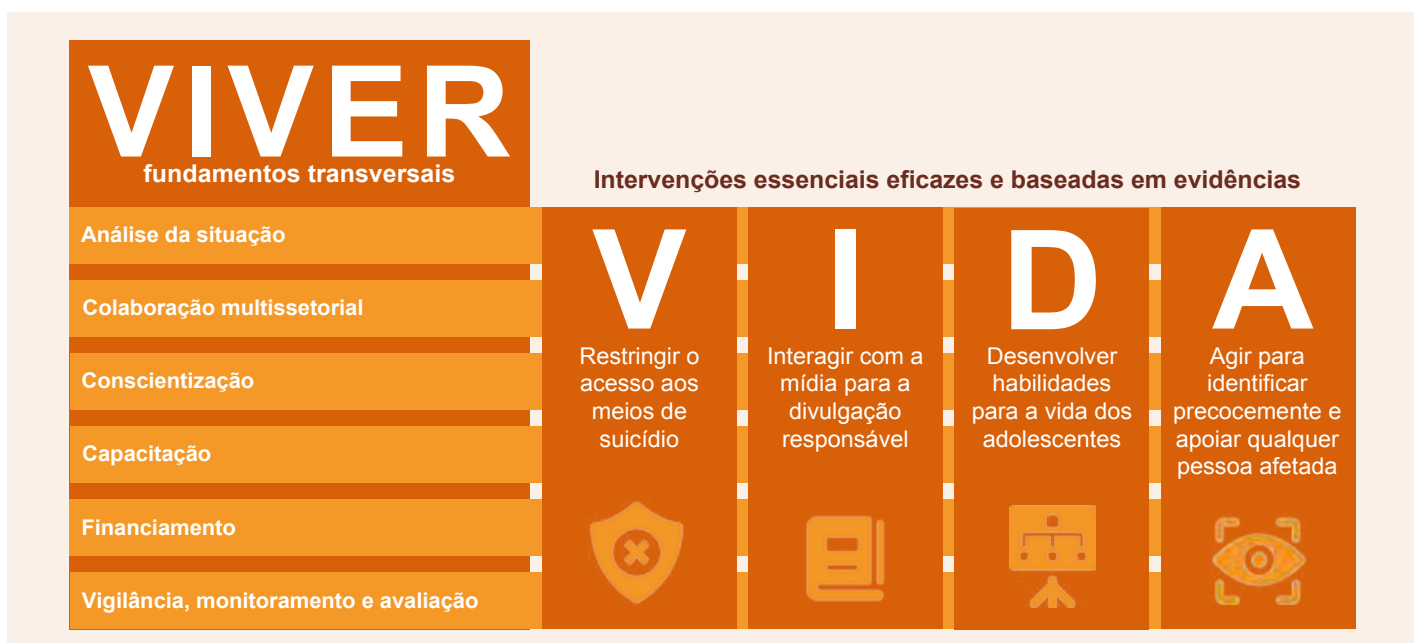 VIVER
fundamentos transversais
Intervenções essenciais eficazes e baseadas em evidências
Análise da situação
Colaboração multissetorial
Conscientização
Capacitação
Financiamento
Vigilância, monitoramento e avaliação
V
Restringir o
acesso aos
meios de
suicídio
I
Interagir com a
mídia para a
divulgação
responsável
D
Desenvolver
habilidades
para a vida dos
adolescentes
A
Agir para
identificar
precocemente e
apoiar qualquer
pessoa afetada